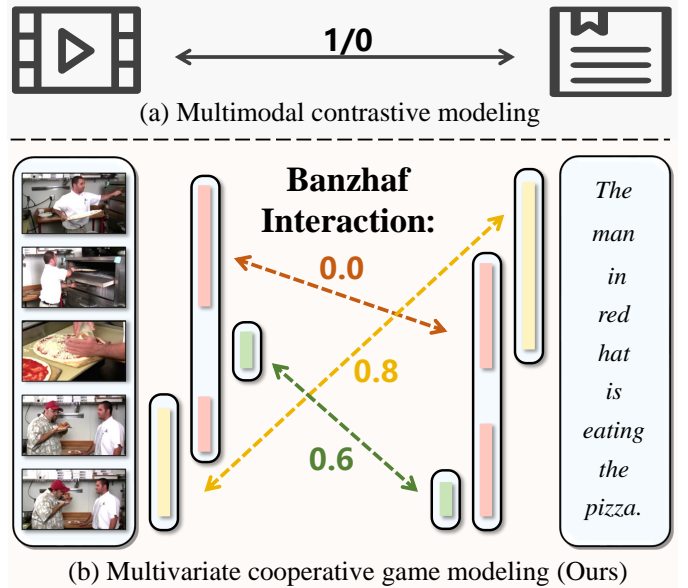 1/0
(a) Multimodal contrastive modeling
Banzhaf
Interaction:
0.0
0.8
0.6
The
man
in
red
hat
is
eating
the
pizza.
(b) Multivariate cooperative game modeling (Ours)